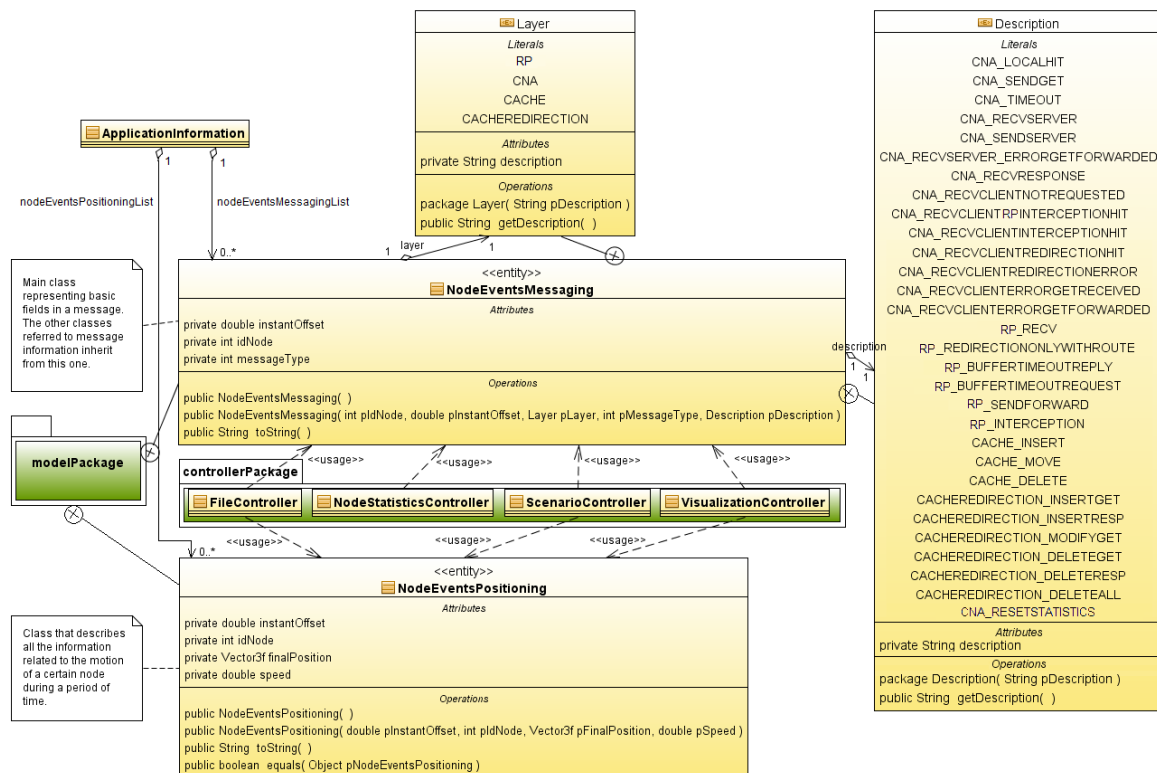 Layer
Literals
RP
CNA
CACHE
CACHEREDIRECTION
Attributes
private String description
Operations
package Layer( String pDescription )
public String getDescription( )
Description
Literals
CNA_LOCALHIT
CNA_SENDGET
CNA_TIMEOUT
CNA_RECVSERVER
CNA_SENDSERVER
CNA_RECVSERVER_ERRORGETFORWARDED
CNA_RECVRESPONSE
CNA_RECVCLIENTNOTREQUESTED
CNA_RECVCLIENTRPINTERCEPTIONHIT
CNA_RECVCLIENTINTERCEPTIONHIT
CNA_RECVCLIENTREDIRECTIONHIT
CNA_RECVCLIENTREDIRECTIONERROR
CNA_RECVCLIENTERRORGETRECEIVED
CNA_RECVCLIENTERRORGETFORWARDED
RP_RECV
RP_REDIRECTIONONLYWITHROUTE
RP_BUFFERTIMEOUTREPLY
RP_BUFFERTIMEOUTREQUEST
RP_SENDFORWARD
RP_INTERCEPTION
CACHE_INSERT
CACHE_MOVE
CACHE_DELETE
CACHEREDIRECTION_INSERTGET
CACHEREDIRECTION_INSERTRESP
CACHEREDIRECTION_MODIFYGET
CACHEREDIRECTION_DELETEGET
CACHEREDIRECTION_DELETERESP
CACHEREDIRECTION_DELETEALL
CNA_RESETSTATISTICS
Attributes
private String description
Operations
package Description( String pDescription )
public String getDescription( )
ApplicationInformation
1
1
nodeEventsPositioningList
nodeEventsMessagingList
0..*
1
layer
1
Main class
representing basic
fields in a message.
The other classes
referred to message
information inherit
from this one.
<<entity>>
NodeEventsMessaging
Attributes
private double instantOffset
private int idNode
private int messageType
Operations
public NodeEventsMessaging( )
public NodeEventsMessaging( int pIdNode, double pInstantOffset, Layer pLayer, int pMessageType, Description pDescription )
public String toString( )
description
1
1
modelPackage
<<usage>>
<<usage>>
<<usage>>
<<usage>>
controllerPackage
FileController
NodeStatisticsController
ScenarioController
VisualizationController
<<usage>>
<<usage>>
<<usage>>
0..*
<<entity>>
NodeEventsPositioning
Attributes
private double instantOffset
private int idNode
private Vector3f finalPosition
private double speed
Operations
public NodeEventsPositioning( )
public NodeEventsPositioning( double pInstantOffset, int pIdNode, Vector3f pFinalPosition, double pSpeed )
public String toString( )
public boolean equals( Object pNodeEventsPositioning )
Class that describes
all the information
related to the motion
of a certain node
during a period of
time.